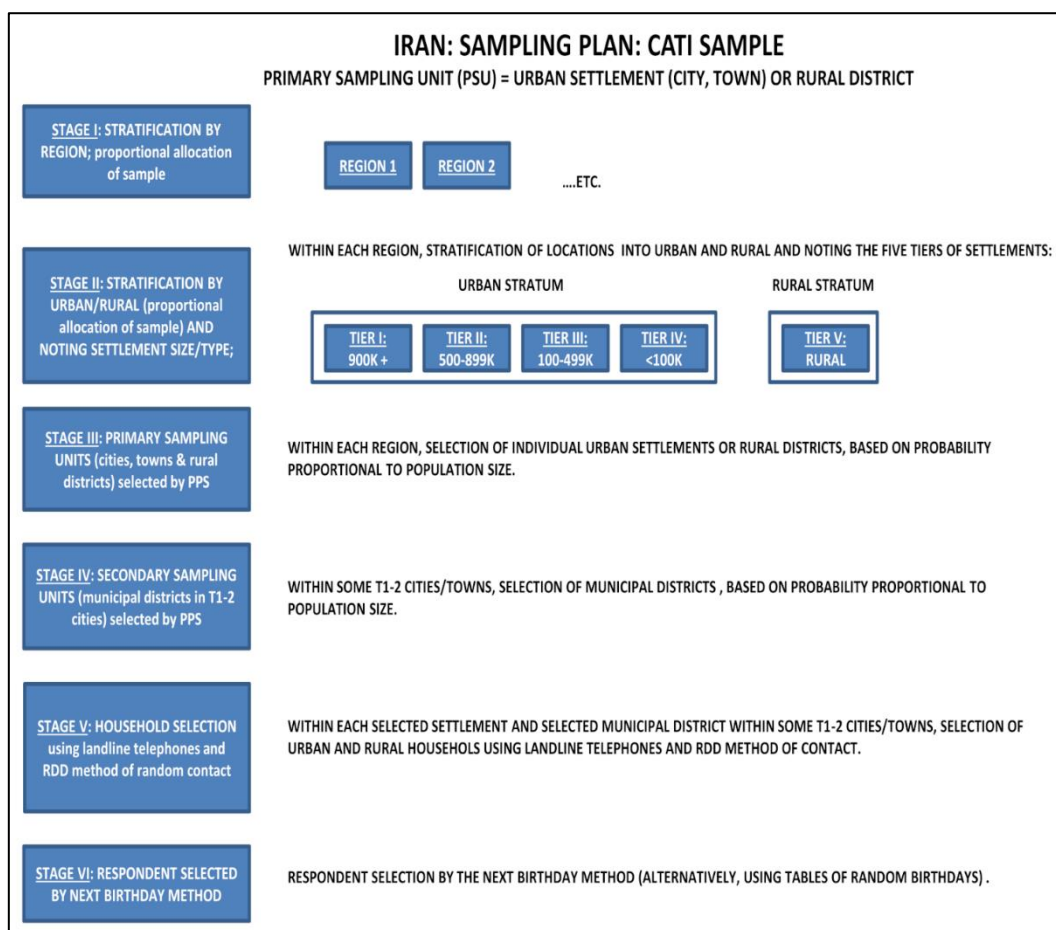 IRAN: SAMPLING PLAN: CATI SAMPLE
PRIMARY SAMPLING UNIT (PSU) = URBAN SETTLEMENT (CITY, TOWN) OR RURAL DISTRICT
STAGE I: STRATIFICATION BY
REGION; proportional allocation
of sample
REGION 1
REGION 2
....ETC.
STAGE II: STRATIFICATION BY
URBAN/RURAL (proportional
allocation of sample) AND
NOTING SETTLEMENT SIZE/TYPE;
WITHIN EACH REGION, STRATIFICATION OF LOCATIONS INTO URBAN AND RURAL AND NOTING THE FIVE TIERS OF SETTLEMENTS:
URBAN STRATUM
RURAL STRATUM
TIER I:
900K +
TIER II:
500-899K
TIER III:
100-499K
TIER IV:
<100K
TIER V:
RURAL
STAGE III: PRIMARY SAMPLING
UNITS (cities, towns & rural
districts) selected by PPS
WITHIN EACH REGION, SELECTION OF INDIVIDUAL URBAN SETTLEMENTS OR RURAL DISTRICTS, BASED ON PROBABILITY
PROPORTIONAL TO POPULATION SIZE.
STAGE IV: SECONDARY SAMPLING
UNITS (municipal districts in T1-2
cities) selected by PPS
WITHIN SOME T1-2 CITIES/TOWNS, SELECTION OF MUNICIPAL DISTRICTS , BASED ON PROBABILITY PROPORTIONAL TO
POPULATION SIZE.
STAGE V: HOUSEHOLD SELECTION
using landline telephones and
RDD method of random contact
WITHIN EACH SELECTED SETTLEMENT AND SELECTED MUNICIPAL DISTRICT WITHIN SOME T1-2 CITIES/TOWNS, SELECTION OF
URBAN AND RURAL HOUSEHOLS USING LANDLINE TELEPHONES AND RDD METHOD OF CONTACT.
STAGE VI: RESPONDENT SELECTED
BY NEXT BIRTHDAY METHOD
RESPONDENT SELECTION BY THE NEXT BIRTHDAY METHOD (ALTERNATIVELY, USING TABLES OF RANDOM BIRTHDAYS) .